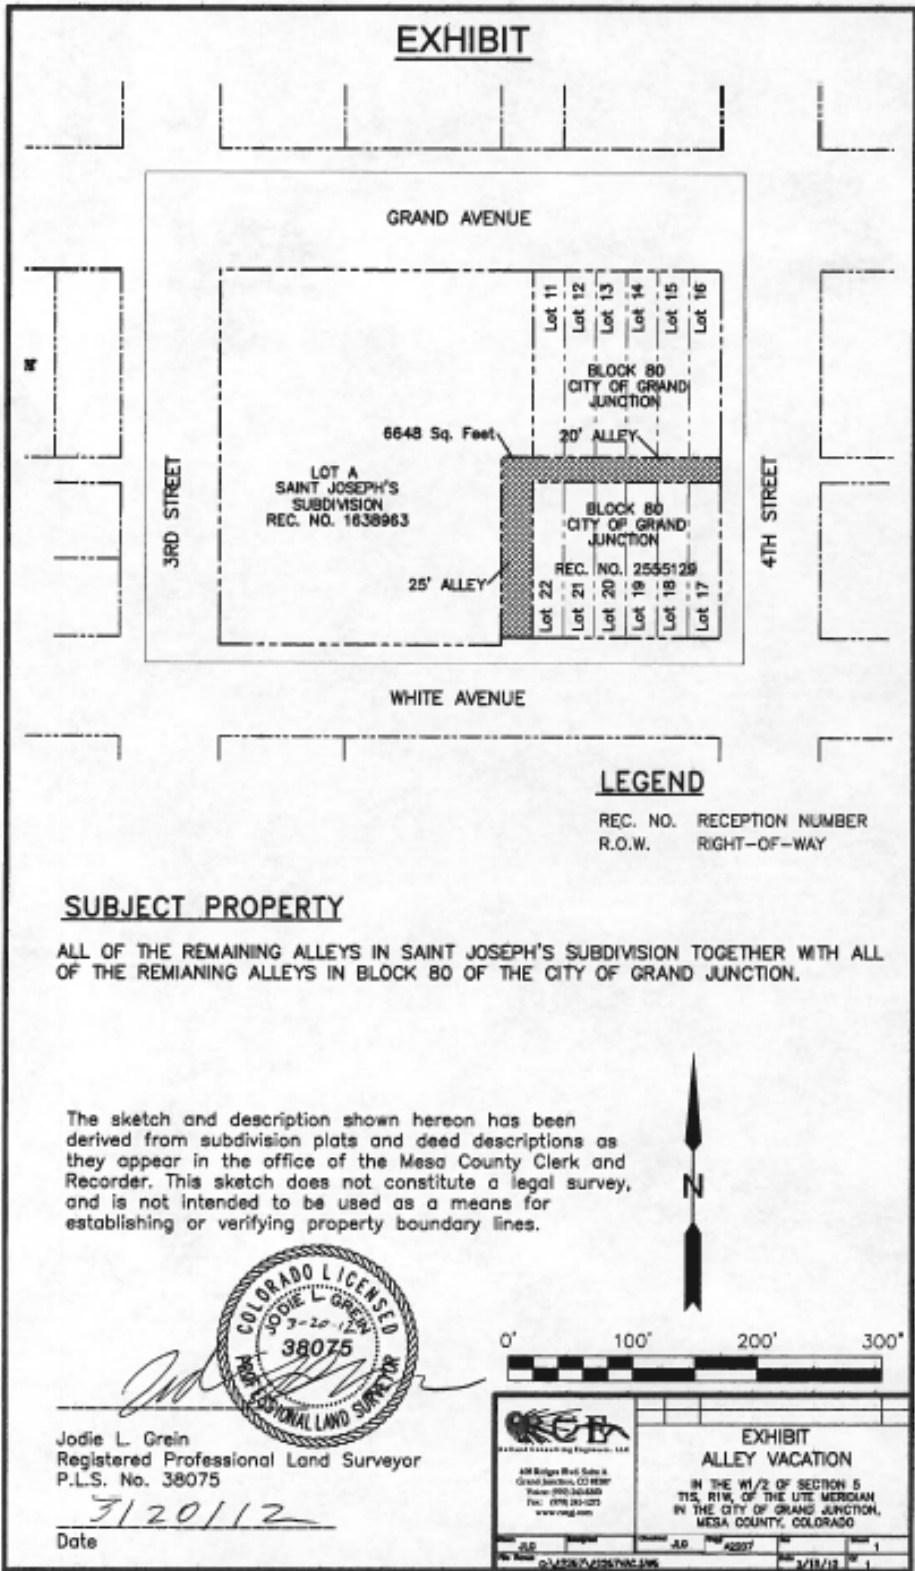 EXHIBIT
GRAND AVENUE
Lot 11
Lot 12
Lot 13
Lot 14
Lot 15
Lot 16
BLOCK 80
CITY OF GRAND
JUNCTION
6648 Sq. Feet
20' ALLEY
3RD STREET
LOT A
SAINT JOSEPH'S
SUBDIVISION
REC. NO. 1638963
4TH STREET
BLOCK 80
CITY OF GRAND
JUNCTION
REC. NO. 2555129
25' ALLEY
Lot 22
Lot 21
Lot 20
Lot 19
Lot 18
Lot 17
WHITE AVENUE
LEGEND
REC. NO. RECEPTION NUMBER
R.O.W. RIGHT-OF-WAY
SUBJECT PROPERTY
ALL OF THE REMAINING ALLEYS IN SAINT JOSEPH'S SUBDIVISION TOGETHER WITH ALL
OF THE REMIANING ALLEYS IN BLOCK 80 OF THE CITY OF GRAND JUNCTION.
The sketch and description shown hereon has been
derived from subdivision plats and deed descriptions as
they appear in the office of the Mesa County Clerk and
Recorder. This sketch does not constitute a legal survey,
and is not intended to be used as a means for
establishing or verifying property boundary lines.
N
COLORADO LICENSED
JODIE L. GREIN
3-20-12
38075
PROFESSIONAL LAND SURVEYOR
0' 100' 200' 300'
Jodie L. Grein
Registered Professional Land Surveyor
P.L.S. No. 38075
3/20/12
Date
RCE
Consulting Engineers, LLC
EXHIBIT
ALLEY VACATION
IN THE W1/2 OF SECTION 5
T1S, R1W, OF THE UTE MERIDIAN
IN THE CITY OF GRAND JUNCTION,
MESA COUNTY, COLORADO
JLG
JLG
1
1